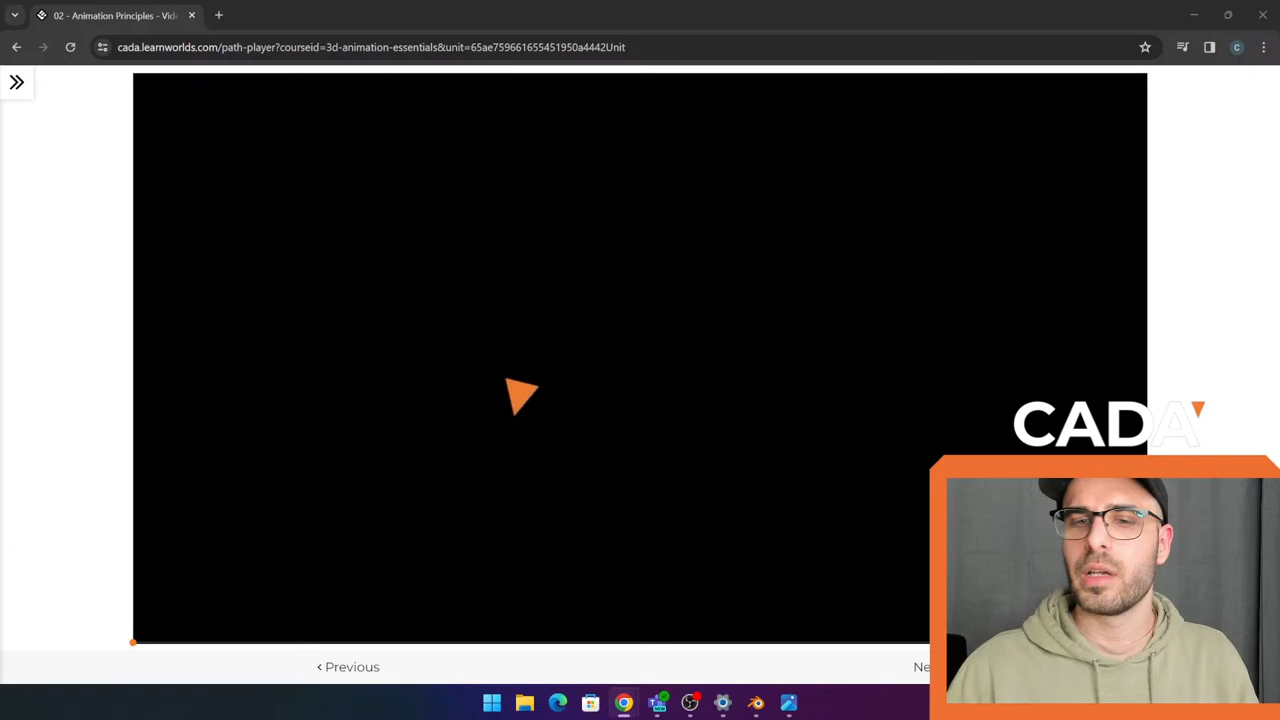 02 - Animation Principles - Vid
cada.learnworlds.com/path-player?courseid=3d-animation-essentials&unit=65ae759661655451950a4442Unit
C
CADA
Previous
Ne